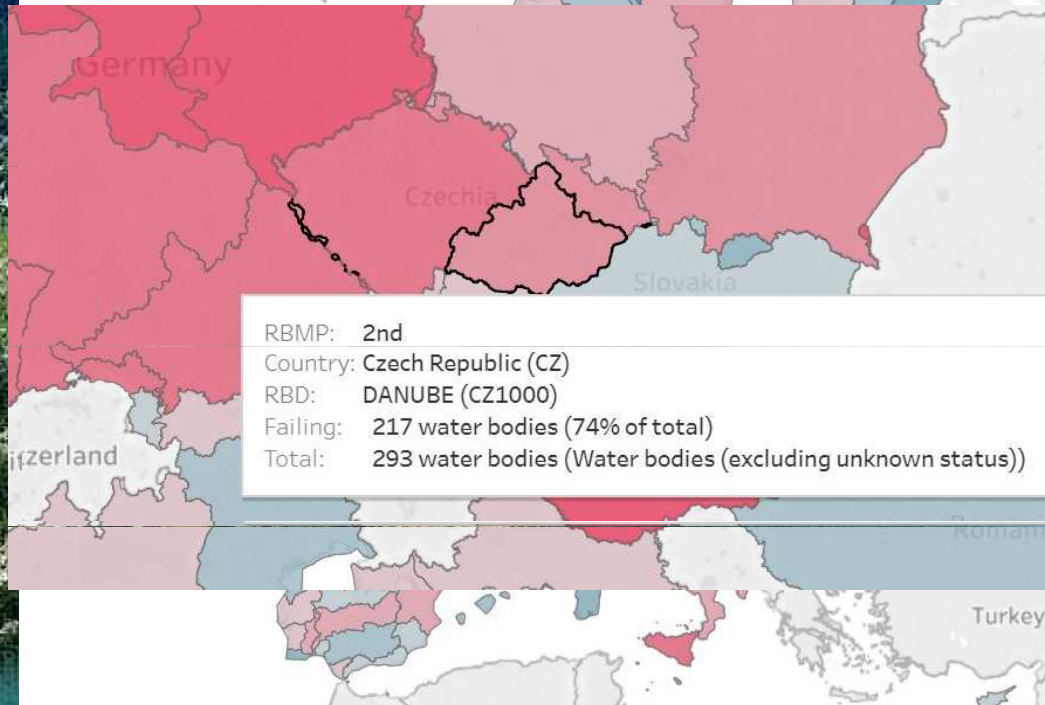 Germany
Czechia
Slovakia
RBMP: 2nd
Country: Czech Republic (CZ)
RBD: DANUBE (CZ1000)
Failing: 217 water bodies (74% of total)
Total: 293 water bodies (Water bodies (excluding unknown status))
itzerland
Romani
Turkey